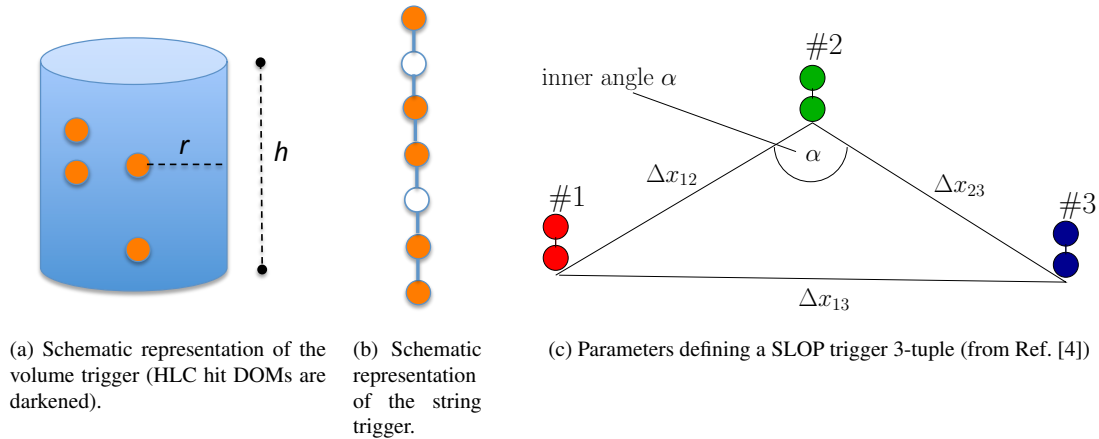 r
h
#2
inner angle α
α
Δx₁₂
Δx₂₃
#1
#3
Δx₁₃
(a) Schematic representation of the
volume trigger (HLC hit DOMs are
darkened).
(b) Schematic
representation
of the string
trigger.
(c) Parameters defining a SLOP trigger 3-tuple (from Ref. [4])